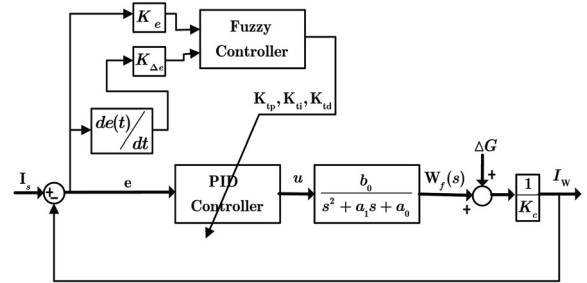 K_e
Fuzzy
Controller
K_Δe
K_tp, K_ti, K_td
de(t)/dt
I_s
+
−
e
PID
Controller
u
b_0
s^2 + a_1s + a_0
W_f(s)
ΔG
+
+
1
K_c
I_W